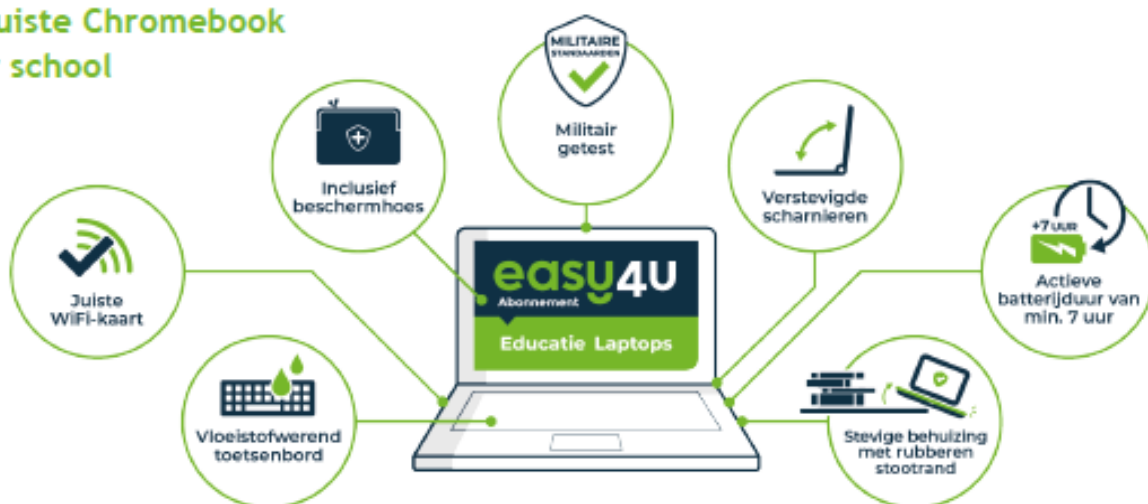 uiste Chromebook
school
MILITAIRE
STANDAARDEN
Militair
getest
Inclusief
beschermhoes
Verstevigde
scharnieren
+7 UUR
Actieve
batterijduur van
min. 7 uur
Juiste
WiFi-kaart
easy4u
Abonnement
Educatie Laptops
Vloeistofwerend
toetsenbord
Stevige behuizing
met rubberen
stootrand